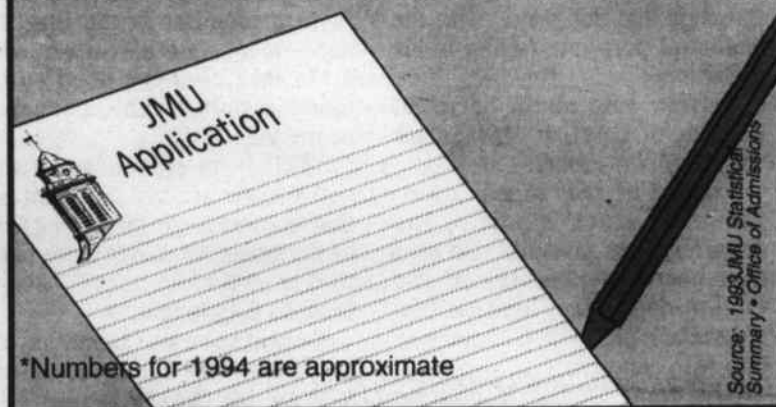 JMU
Application
*Numbers for 1994 are approximate
Source: 1993JMU Statistical
Summary • Office of Admissions